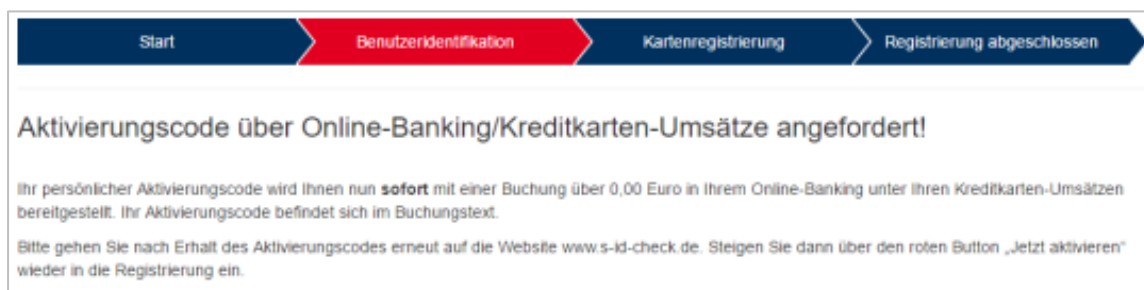 Start Benutzeridentifikation Kartenregistrierung Registrierung abgeschlossen
Aktivierungscode über Online-Banking/Kreditkarten-Umsätze angefordert!
Ihr persönlicher Aktivierungscode wird Ihnen nun sofort mit einer Buchung über 0,00 Euro in Ihrem Online-Banking unter Ihren Kreditkarten-Umsätzen
bereitgestellt. Ihr Aktivierungscode befindet sich im Buchungstext.
Bitte gehen Sie nach Erhalt des Aktivierungscodes erneut auf die Website www.s-id-check.de. Steigen Sie dann über den roten Button „Jetzt aktivieren“
wieder in die Registrierung ein.